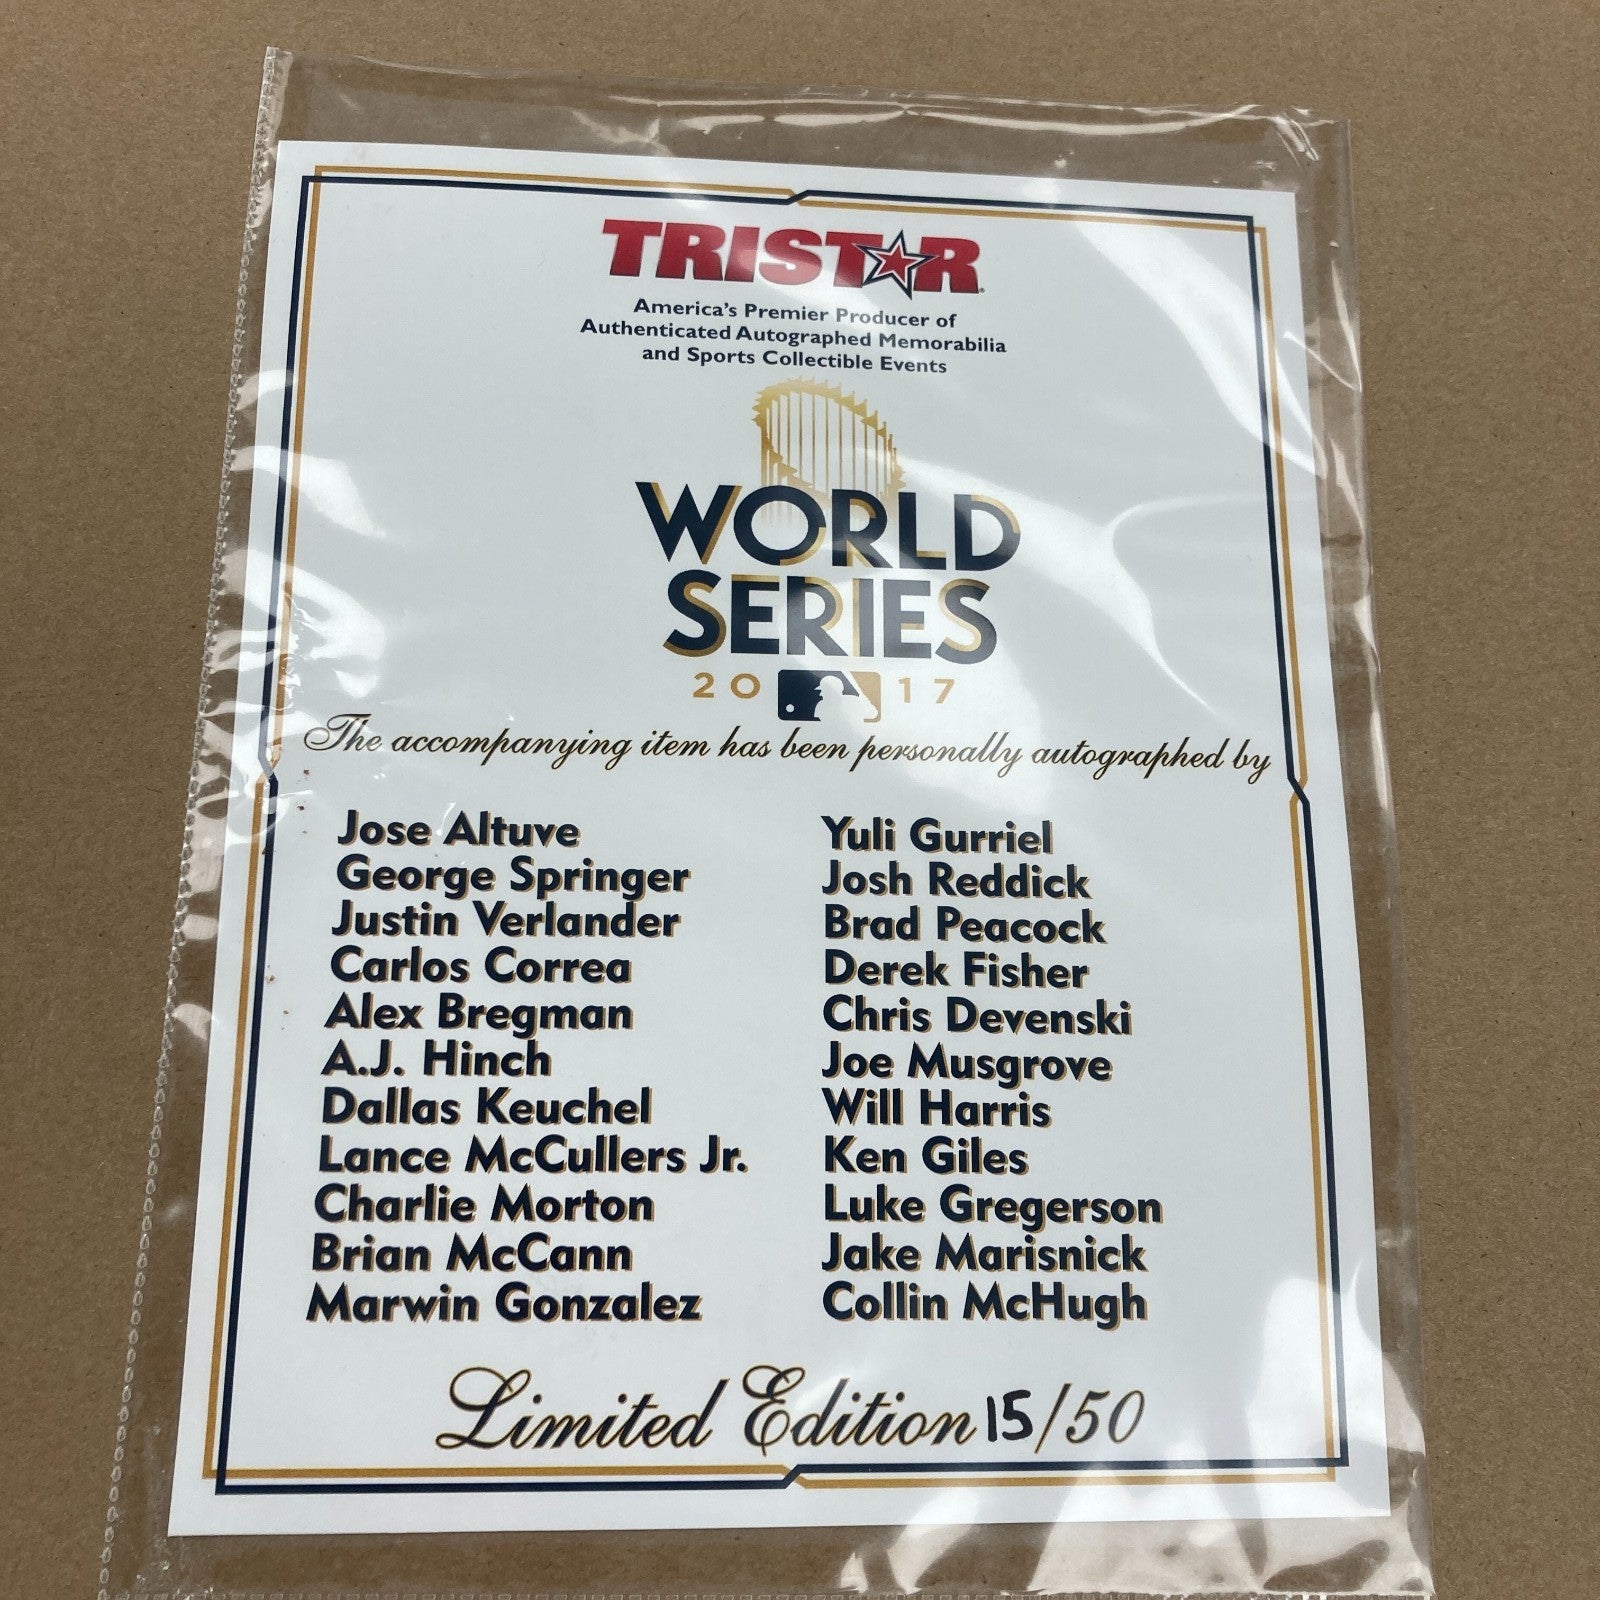 TRISTAR
America's Premier Producer of
Authenticated Autographed Memorabilia
and Sports Collectible Events
WORLD
SERIES
2017
The accompanying item has been personally autographed by
Jose Altuve
George Springer
Justin Verlander
Carlos Correa
Alex Bregman
A.J. Hinch
Dallas Keuchel
Lance McCullers Jr.
Charlie Morton
Brian McCann
Marwin Gonzalez
Yuli Gurriel
Josh Reddick
Brad Peacock
Derek Fisher
Chris Devenski
Joe Musgrove
Will Harris
Ken Giles
Luke Gregerson
Jake Marisnick
Collin McHugh
Limited Edition 15/50